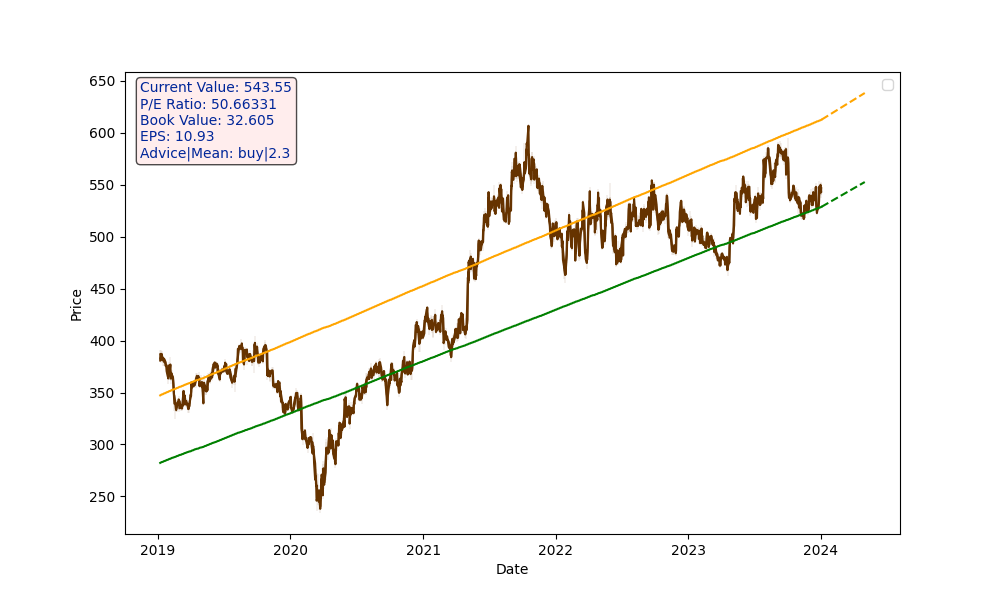 Current Value: 543.55
P/E Ratio: 50.66331
Book Value: 32.605
EPS: 10.93
Advice|Mean: buy|2.3
650
600
550
500
450
400
350
300
250
Price
2019
2020
2021
2022
2023
2024
Date